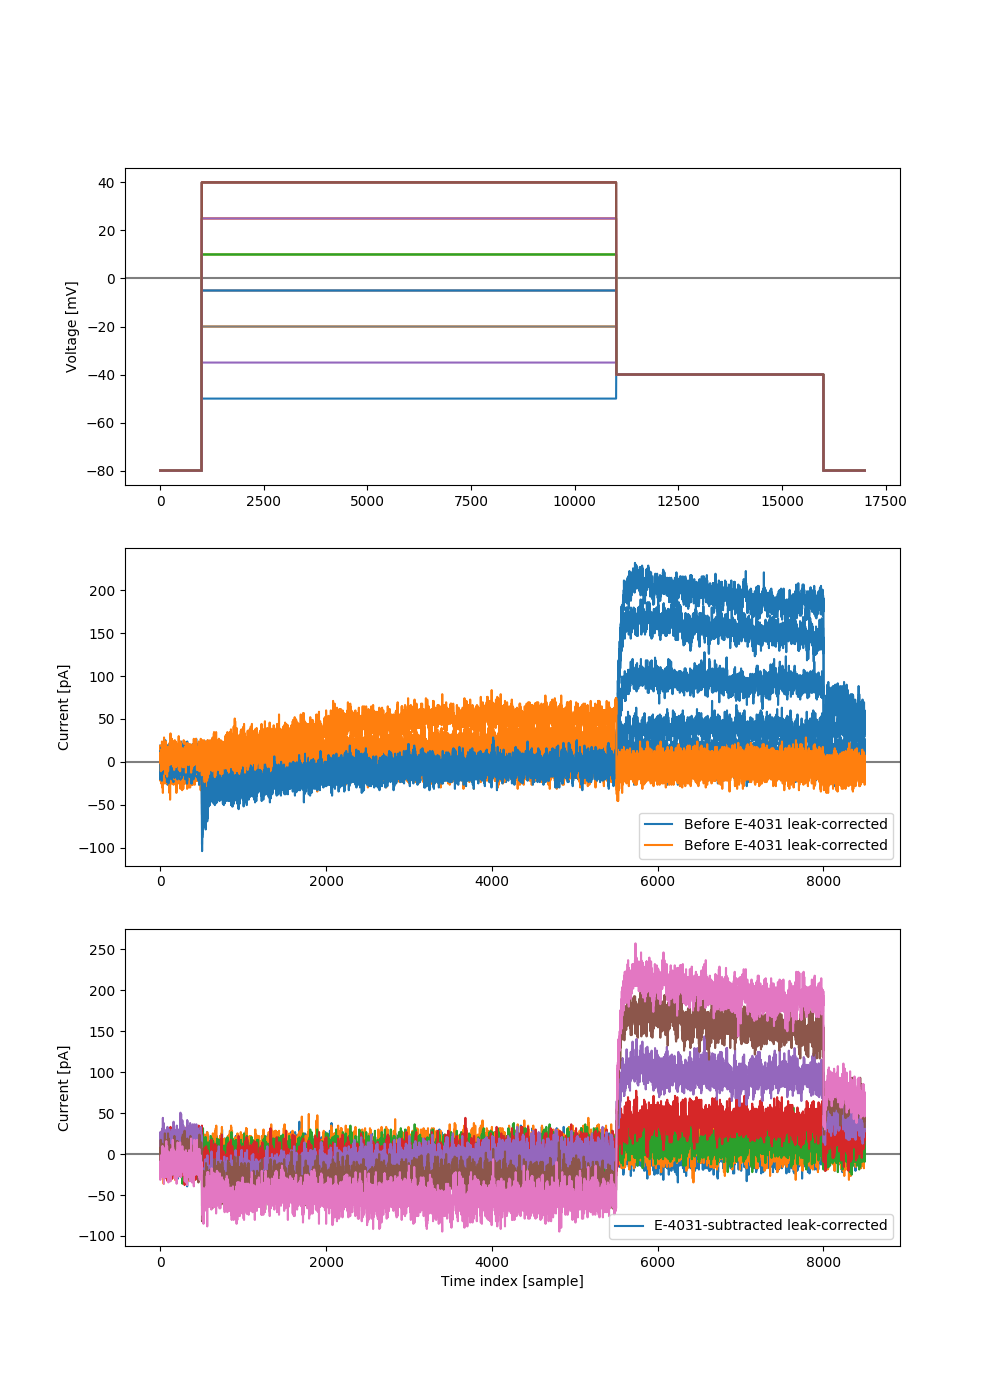 Voltage [mV]
40
20
0
−20
−40
−60
−80
0 2500 5000 7500 10000 12500 15000 17500
Current [pA]
200
150
100
50
0
−50
−100
Before E-4031 leak-corrected
Before E-4031 leak-corrected
0 2000 4000 6000 8000
Current [pA]
250
200
150
100
50
0
−50
−100
E-4031-subtracted leak-corrected
0 2000 4000 6000 8000
Time index [sample]